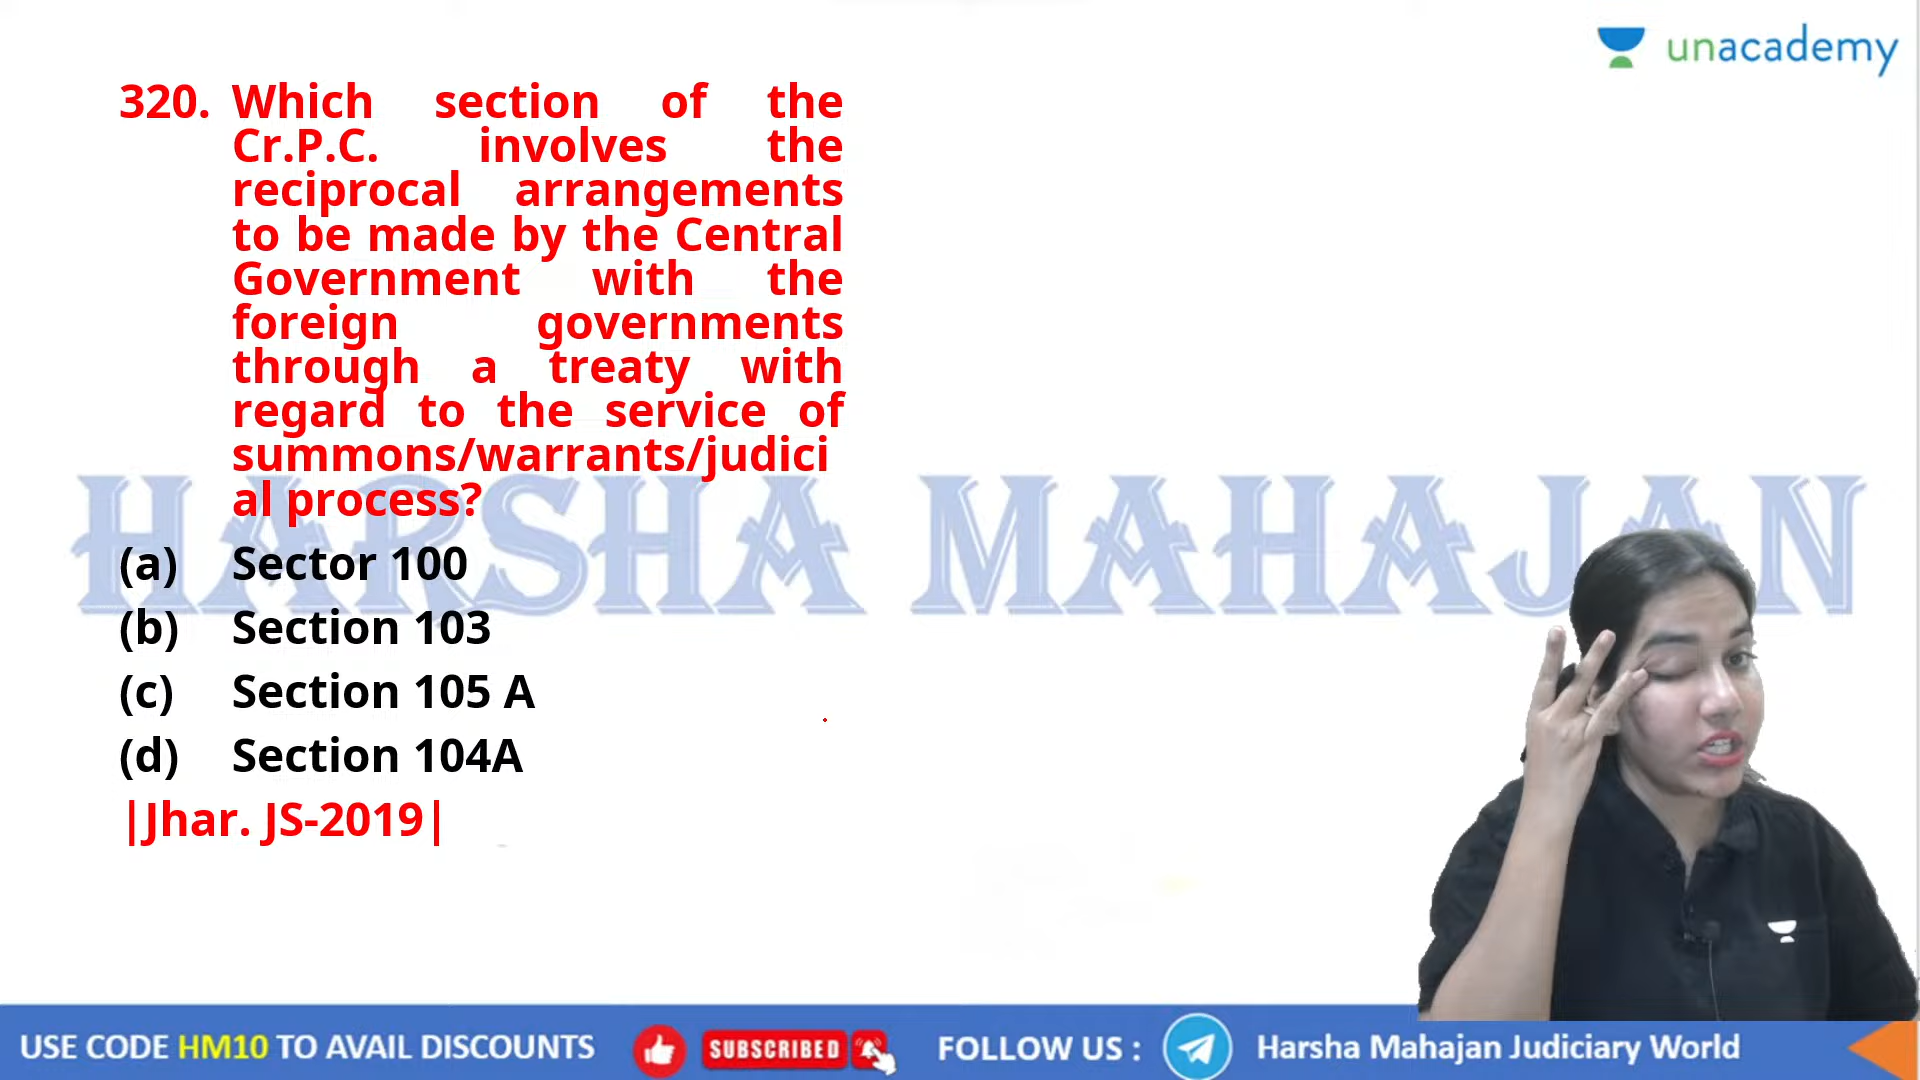 unacademy
320. Which section of the
Cr.P.C. involves the
reciprocal arrangements
to be made by the Central
Government with the
foreign governments
through a treaty with
regard to the service of
summons/warrants/judici
al process?
HARSHA MAHAJAN
(a) Sector 100
(b) Section 103
(c) Section 105 A
(d) Section 104A
|Jhar. JS-2019|
USE CODE HM10 TO AVAIL DISCOUNTS
SUBSCRIBED
FOLLOW US :
Harsha Mahajan Judiciary World